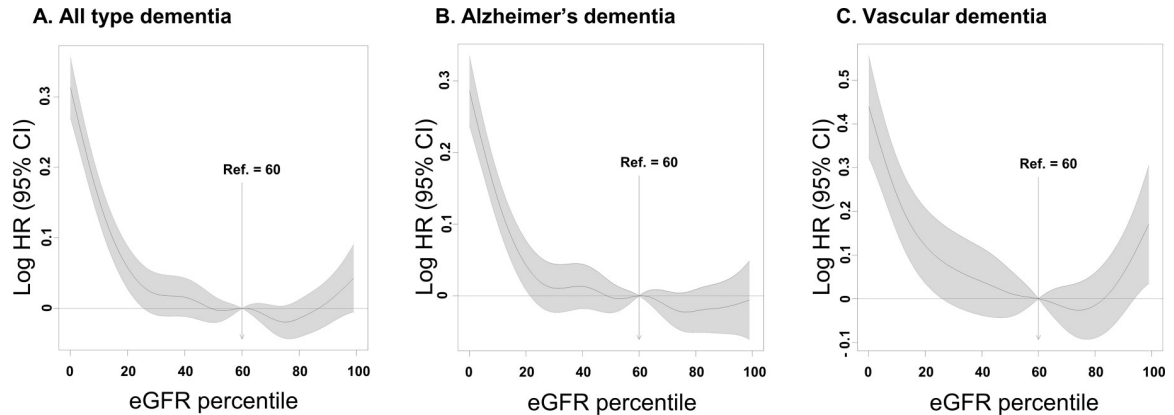 A. All type dementia
Log HR (95% CI)
0.3
0.2
0.1
0
Ref. = 60
0 20 40 60 80 100
eGFR percentile
B. Alzheimer's dementia
Log HR (95% CI)
0.3
0.2
0.1
0
Ref. = 60
0 20 40 60 80 100
eGFR percentile
C. Vascular dementia
Log HR (95% CI)
0.5
0.4
0.3
0.2
0.1
0
- 0.1
Ref. = 60
0 20 40 60 80 100
eGFR percentile